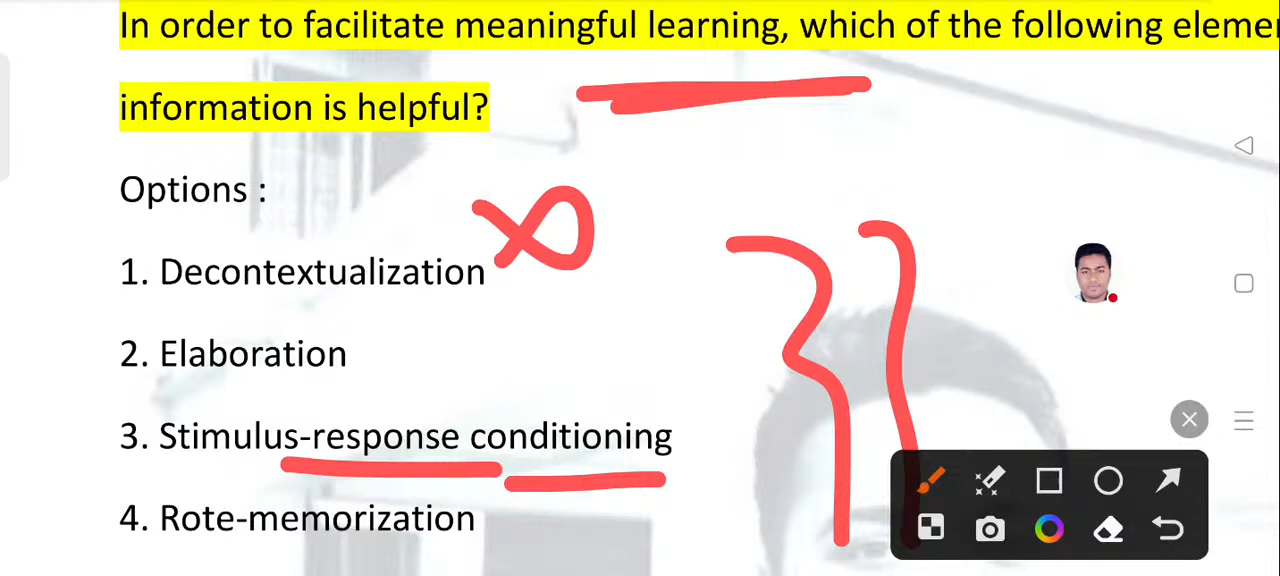 In order to facilitate meaningful learning, which of the following
information is helpful?
Options :
1. Decontextualization
2. Elaboration
3. Stimulus-response conditioning
4. Rote-memorization